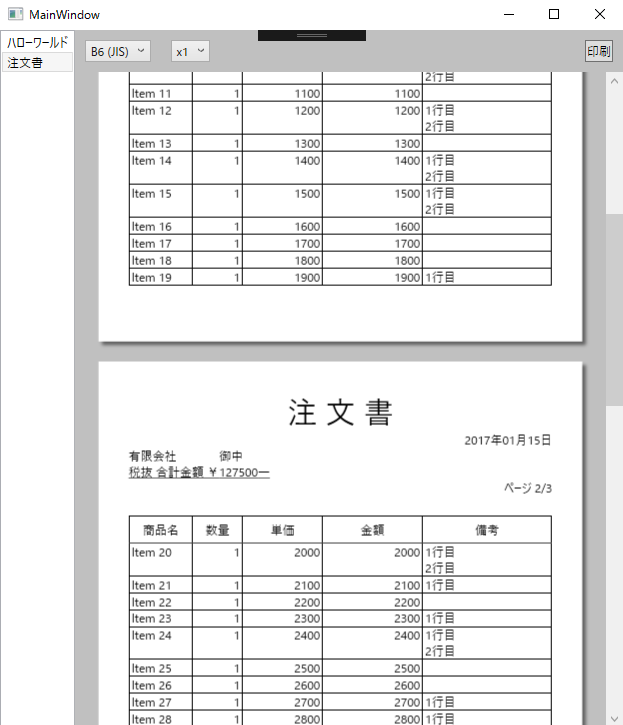 MainWindow
ハローワールド
注文書
B6 (JIS) x1 印刷
2行目
Item 11 1 1100 1100
Item 12 1 1200 1200 1行目
2行目
Item 13 1 1300 1300
Item 14 1 1400 1400 1行目
2行目
Item 15 1 1500 1500 1行目
2行目
Item 16 1 1600 1600
Item 17 1 1700 1700
Item 18 1 1800 1800
Item 19 1 1900 1900 1行目
注文書
2017年01月15日
有限会社 御中
税抜 合計金額 ￥127500―
ページ 2/3
商品名 数量 単価 金額 備考
Item 20 1 2000 2000 1行目
2行目
Item 21 1 2100 2100 1行目
Item 22 1 2200 2200
Item 23 1 2300 2300 1行目
Item 24 1 2400 2400 1行目
2行目
Item 25 1 2500 2500
Item 26 1 2600 2600
Item 27 1 2700 2700 1行目
Item 28 1 2800 2800 1行目